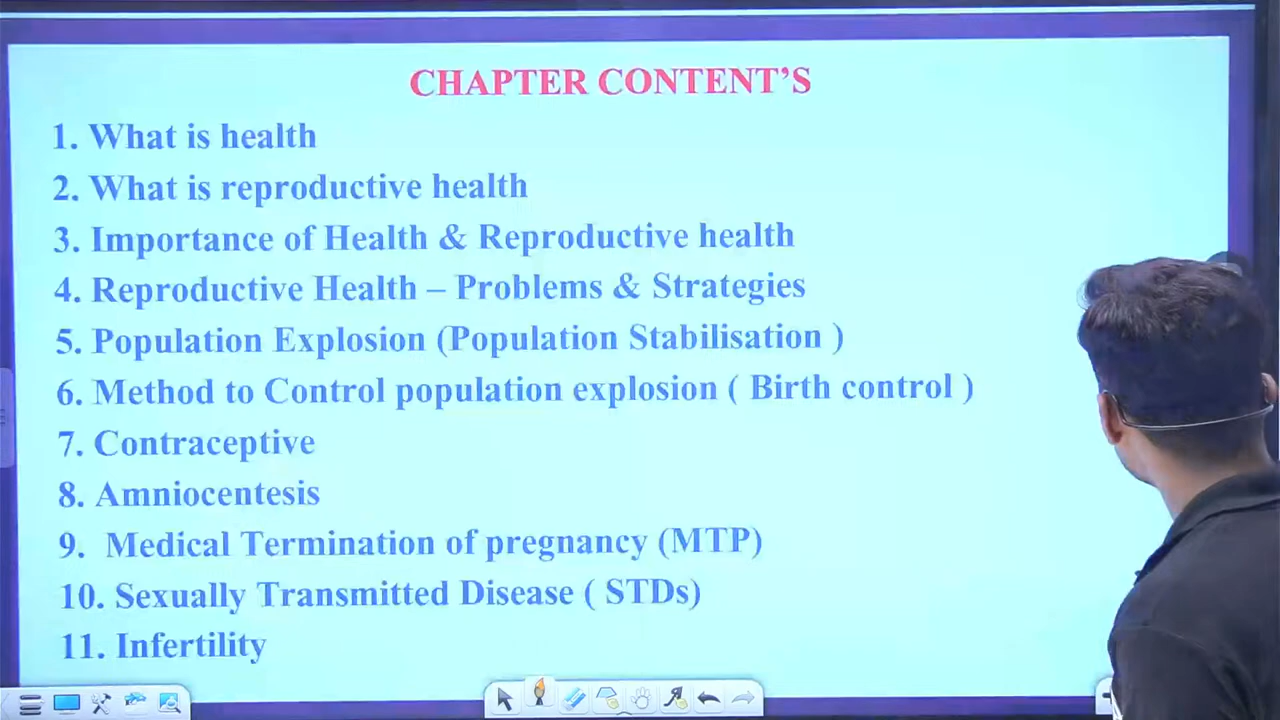 CHAPTER CONTENT’S
1. What is health
2. What is reproductive health
3. Importance of Health & Reproductive health
4. Reproductive Health – Problems & Strategies
5. Population Explosion (Population Stabilisation )
6. Method to Control population explosion ( Birth control )
7. Contraceptive
8. Amniocentesis
9. Medical Termination of pregnancy (MTP)
10. Sexually Transmitted Disease ( STDs)
11. Infertility